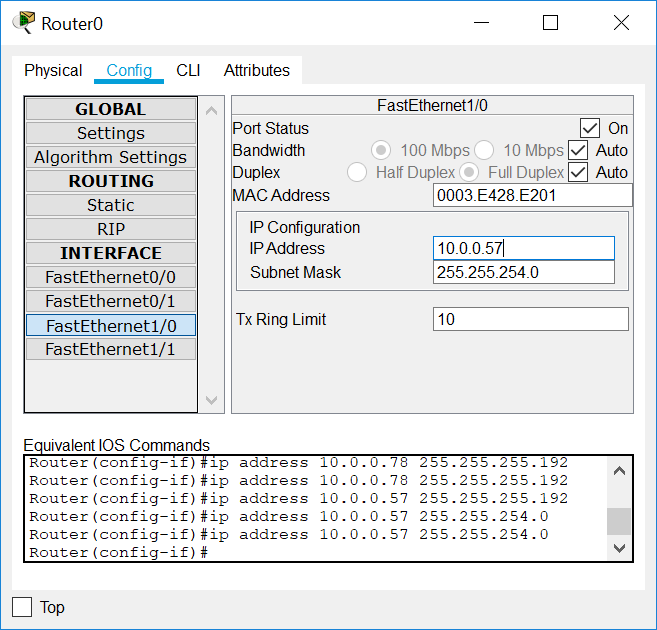 Router0
Physical Config CLI Attributes
GLOBAL
Settings
Algorithm Settings
ROUTING
Static
RIP
INTERFACE
FastEthernet0/0
FastEthernet0/1
FastEthernet1/0
FastEthernet1/1
FastEthernet1/0
Port Status On
Bandwidth 100 Mbps 10 Mbps Auto
Duplex Half Duplex Full Duplex Auto
MAC Address 0003.E428.E201
IP Configuration
IP Address 10.0.0.57
Subnet Mask 255.255.254.0
Tx Ring Limit 10
Equivalent IOS Commands
Router(config-if)#ip address 10.0.0.78 255.255.255.192
Router(config-if)#ip address 10.0.0.78 255.255.255.192
Router(config-if)#ip address 10.0.0.57 255.255.255.192
Router(config-if)#ip address 10.0.0.57 255.255.254.0
Router(config-if)#ip address 10.0.0.57 255.255.254.0
Router(config-if)#
Top